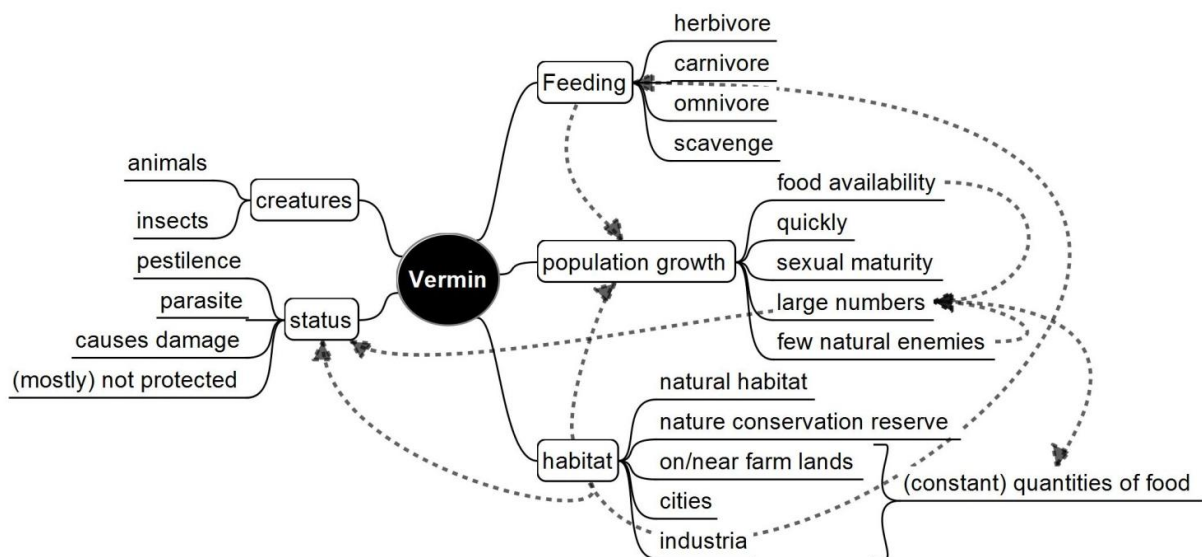 Vermin
creatures
animals
insects
status
pestilence
parasite
causes damage
(mostly) not protected
Feeding
herbivore
carnivore
omnivore
scavenge
population growth
food availability
quickly
sexual maturity
large numbers
few natural enemies
habitat
natural habitat
nature conservation reserve
on/near farm lands
cities
industria
(constant) quantities of food